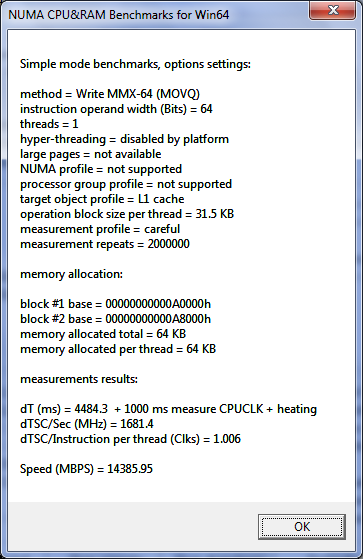 NUMA CPU&RAM Benchmarks for Win64
Simple mode benchmarks, options settings:
method = Write MMX-64 (MOVQ)
instruction operand width (Bits) = 64
threads = 1
hyper-threading = disabled by platform
large pages = not available
NUMA profile = not supported
processor group profile = not supported
target object profile = L1 cache
operation block size per thread = 31.5 KB
measurement profile = careful
measurement repeats = 2000000
memory allocation:
block #1 base = 00000000000A0000h
block #2 base = 00000000000A8000h
memory allocated total = 64 KB
memory allocated per thread = 64 KB
measurements results:
dT (ms) = 4484.3  + 1000 ms measure CPUCLK + heating
dTSC/Sec (MHz) = 1681.4
dTSC/Instruction per thread (Clks) = 1.006
Speed (MBPS) = 14385.95
OK